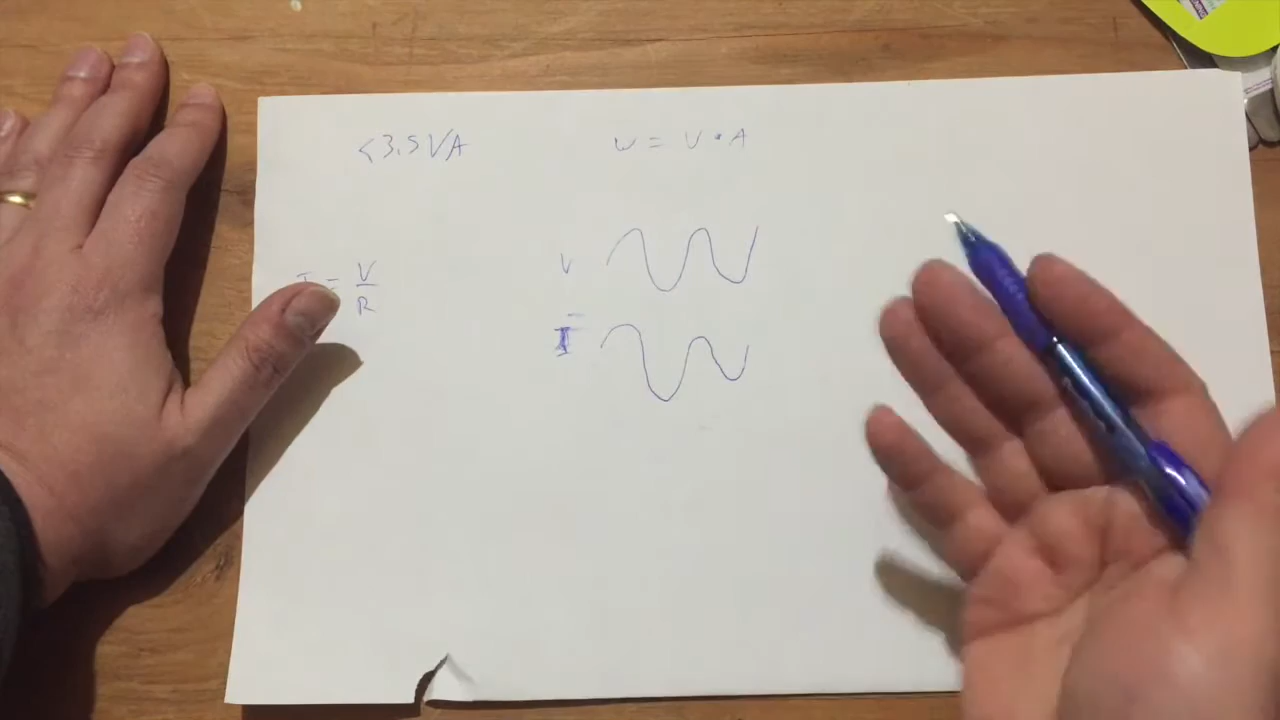 <3.5VA
W = V • A
I = V
R
V
I